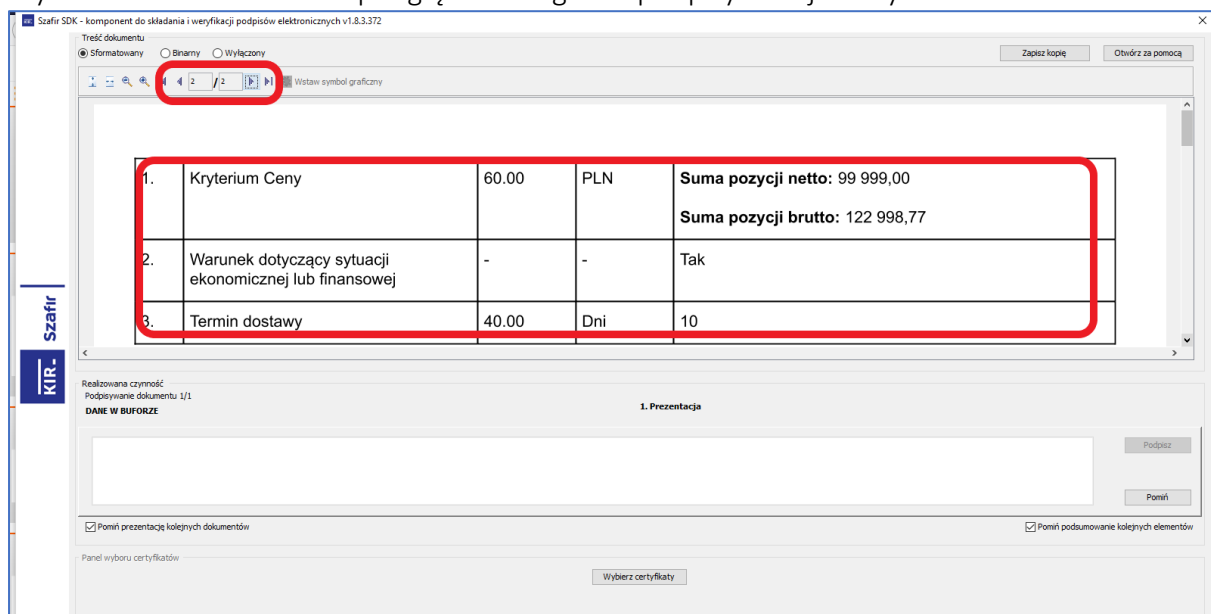 Szafir SDK - komponent do składania i weryfikacji podpisów elektronicznych v1.8.3.372
Treść dokumentu
Sformatowany Binarny Wyłączony
Zapisz kopię Otwórz za pomocą
2 / 2 Wstaw symbol graficzny
1. Kryterium Ceny 60.00 PLN Suma pozycji netto: 99 999,00
Suma pozycji brutto: 122 998,77
2. Warunek dotyczący sytuacji - - Tak
ekonomicznej lub finansowej
3. Termin dostawy 40.00 Dni 10
KIR. Szafir
Realizowana czynność
Podpisywanie dokumentu 1/1
DANE W BUFORZE
1. Prezentacja
Podpisz
Pomiń
Pomiń prezentację kolejnych dokumentów Pomiń podsumowanie kolejnych elementów
Panel wyboru certyfikatów
Wybierz certyfikaty